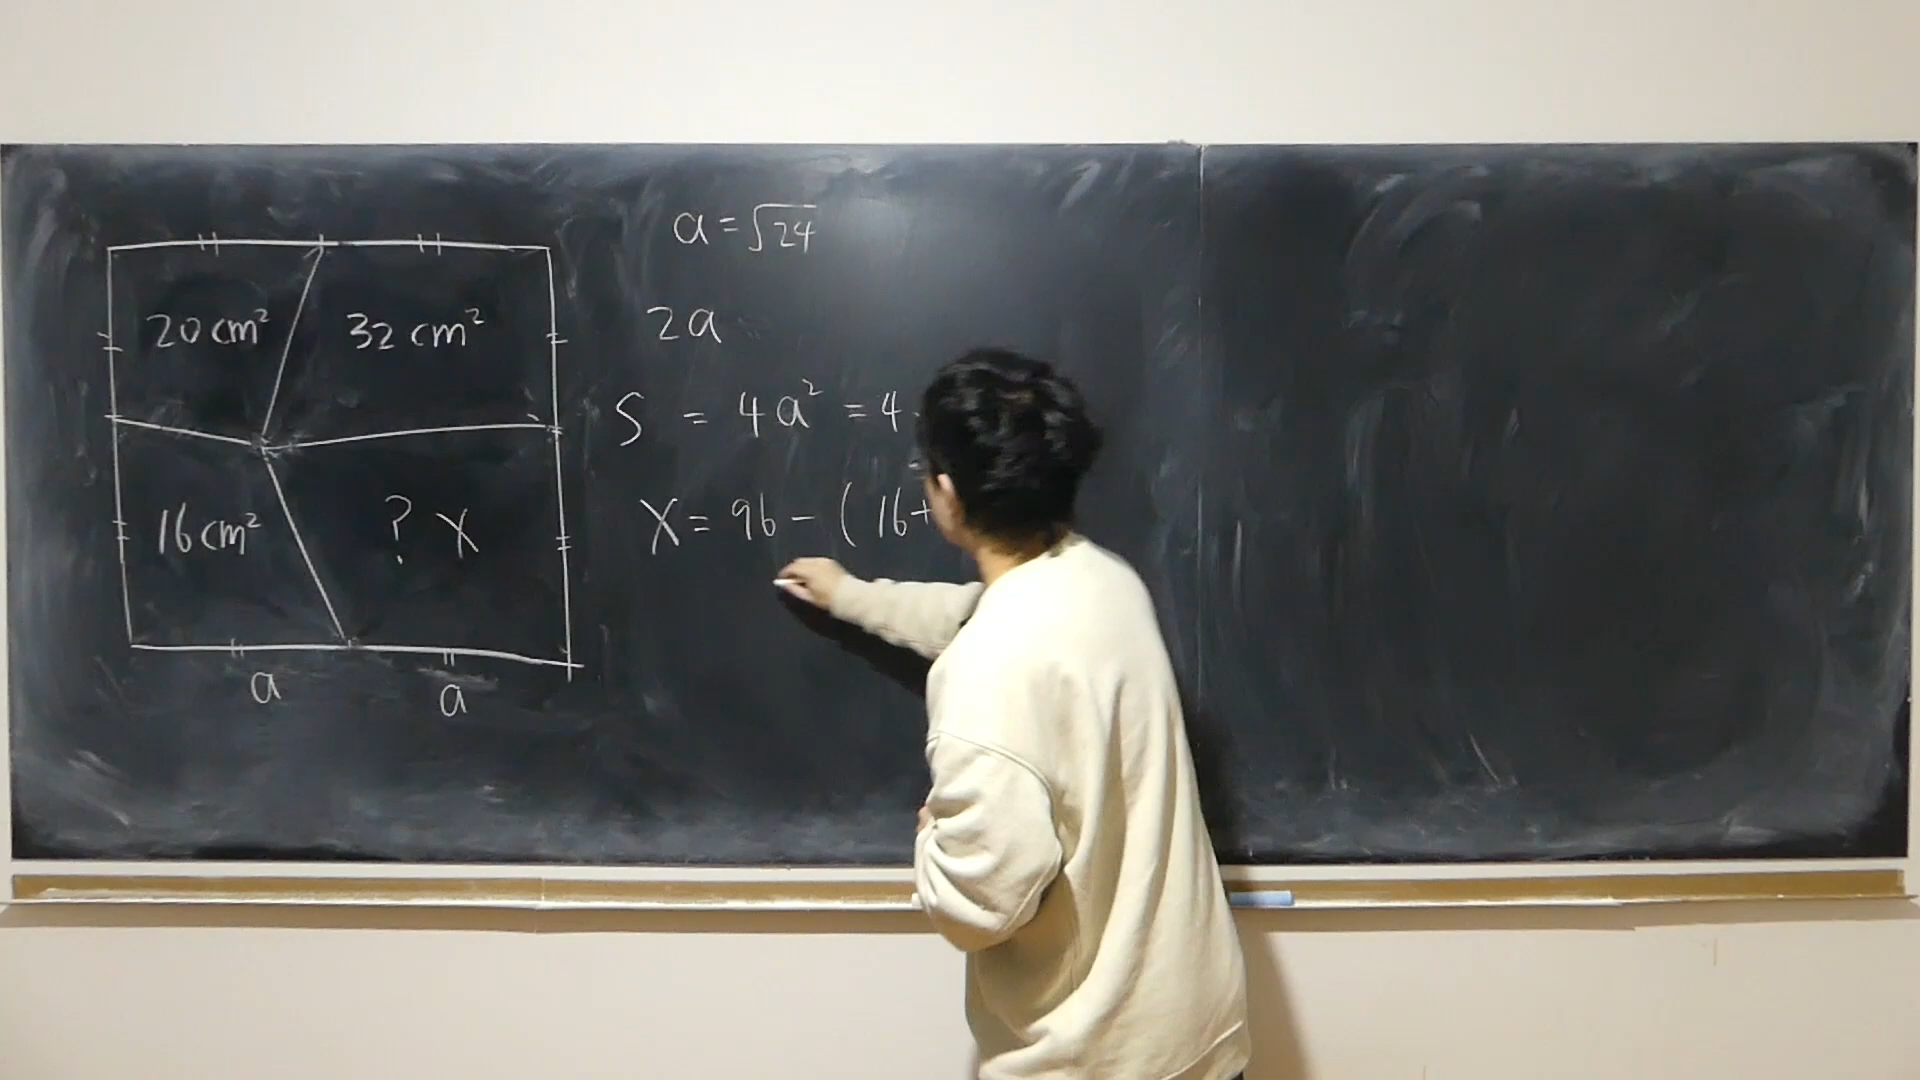 20 cm² 32 cm²
16 cm² ? X
a a
a = √24
2a
S = 4a² = 4·
X = 96 - ( 16 +